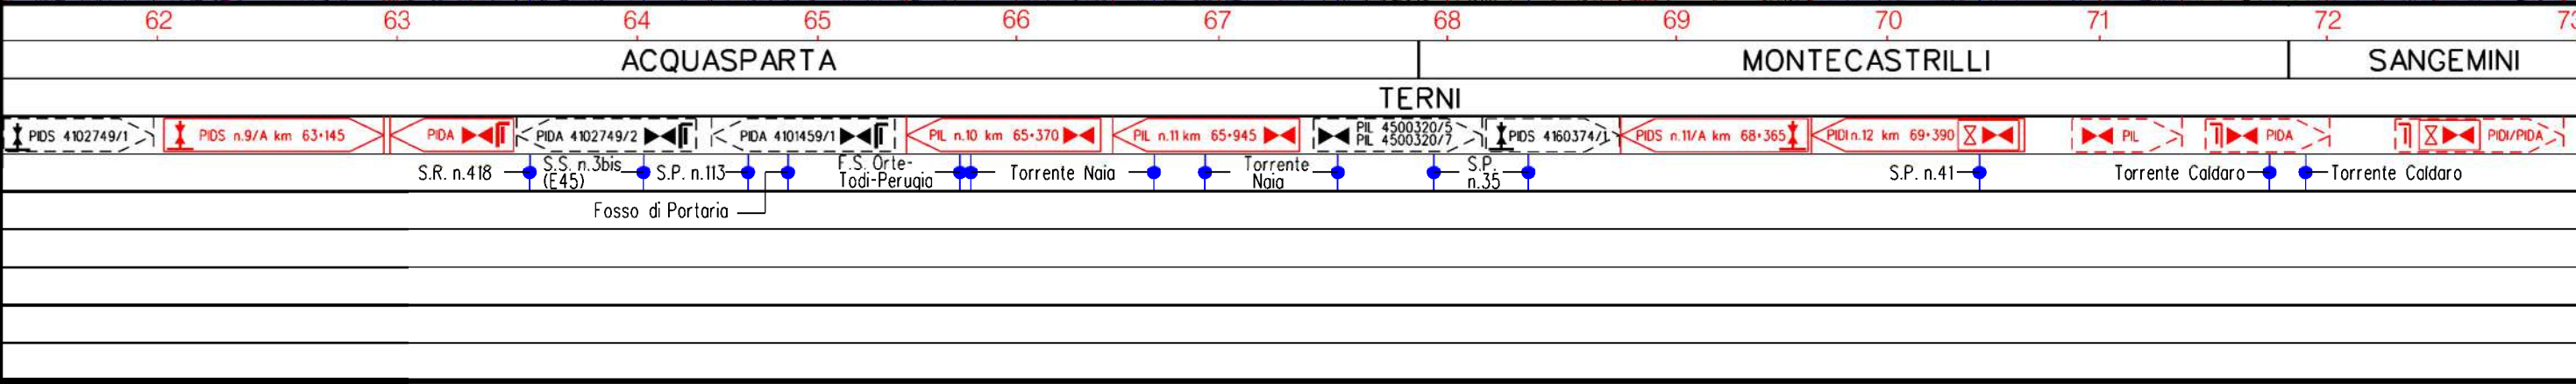 62 63 64 65 66 67 68 69 70 71 72 73
ACQUASPARTA MONTECASTRILLI SANGEMINI
TERNI
PIDS 4102749/1
PIDS n.9/A km 63+145
PIDA
PIDA 4102749/2
PIDA 4101459/1
PIL n.10 km 65+370
PIL n.11 km 65+945
PIL 4500320/5
PIL 4500320/7
PIDS 4160374/1
PIDS n.11/A km 68+365
PIDI n.12 km 69+390
PIL
PIDA
PIDI/PIDA
S.R. n.418
S.S. n.3bis
(E45)
S.P. n.113
Fosso di Portaria
F.S. Orte-
Todi-Perugia
Torrente Naia
Torrente
Naia
S.P.
n.35
S.P. n.41
Torrente Caldaro
Torrente Caldaro